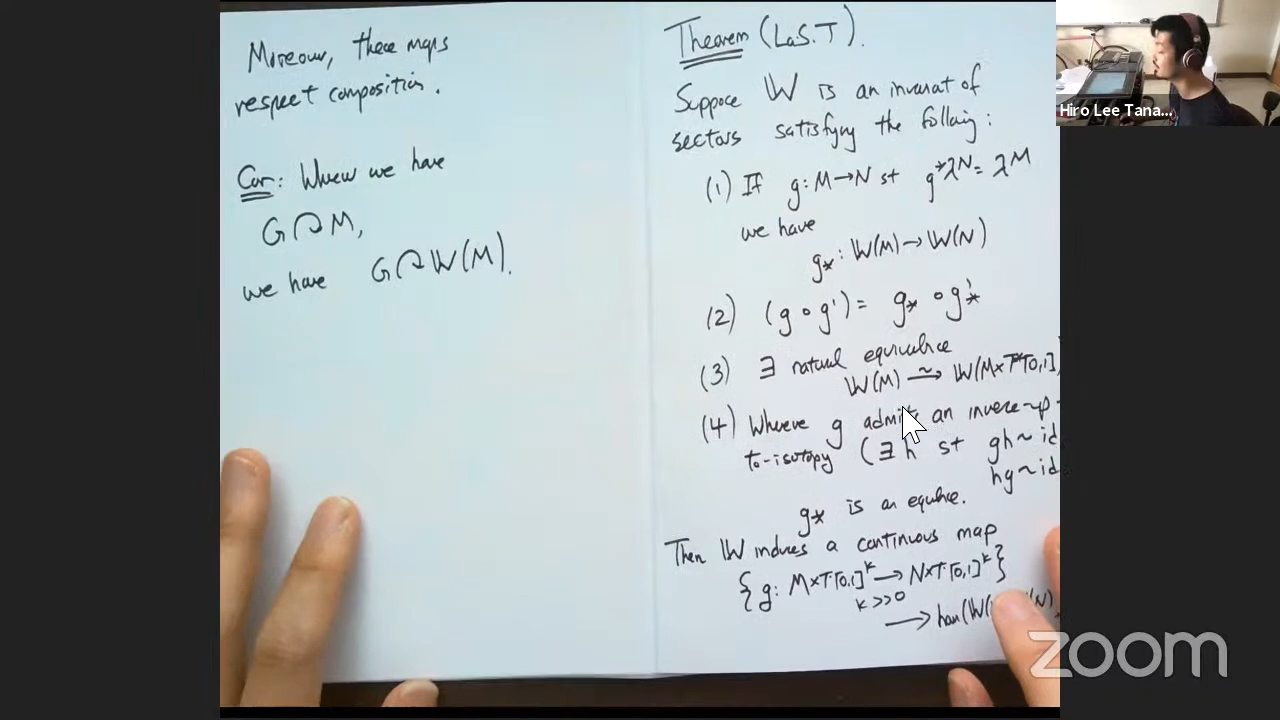 Moreover, these maps
respect composition.
Cor: Whenev we have
G ↷ M,
we have G ↷ W(M).
Theorem (LaS.T).
Suppose W is an invariant of
sectors satisfying the following:
(1) If g: M→N st g*λᴺ = λᴹ
we have
g⁎: W(M)→W(N)
(2) (g∘g') = g⁎∘g'⁎
(3) ∃ natural equivalence
W(M) ⥲ W(M×T*[0,1]
(4) Whenever g admits an inverse-up-
to-isotopy (∃ h st gh~id
hg~id
g⁎ is an equivalence.
Then W induces a continuous map
{g: M×T*[0,1]ᵏ → N×T*[0,1]ᵏ}
k>>0
→ hom(W(
Hiro Lee Tana...
zoom